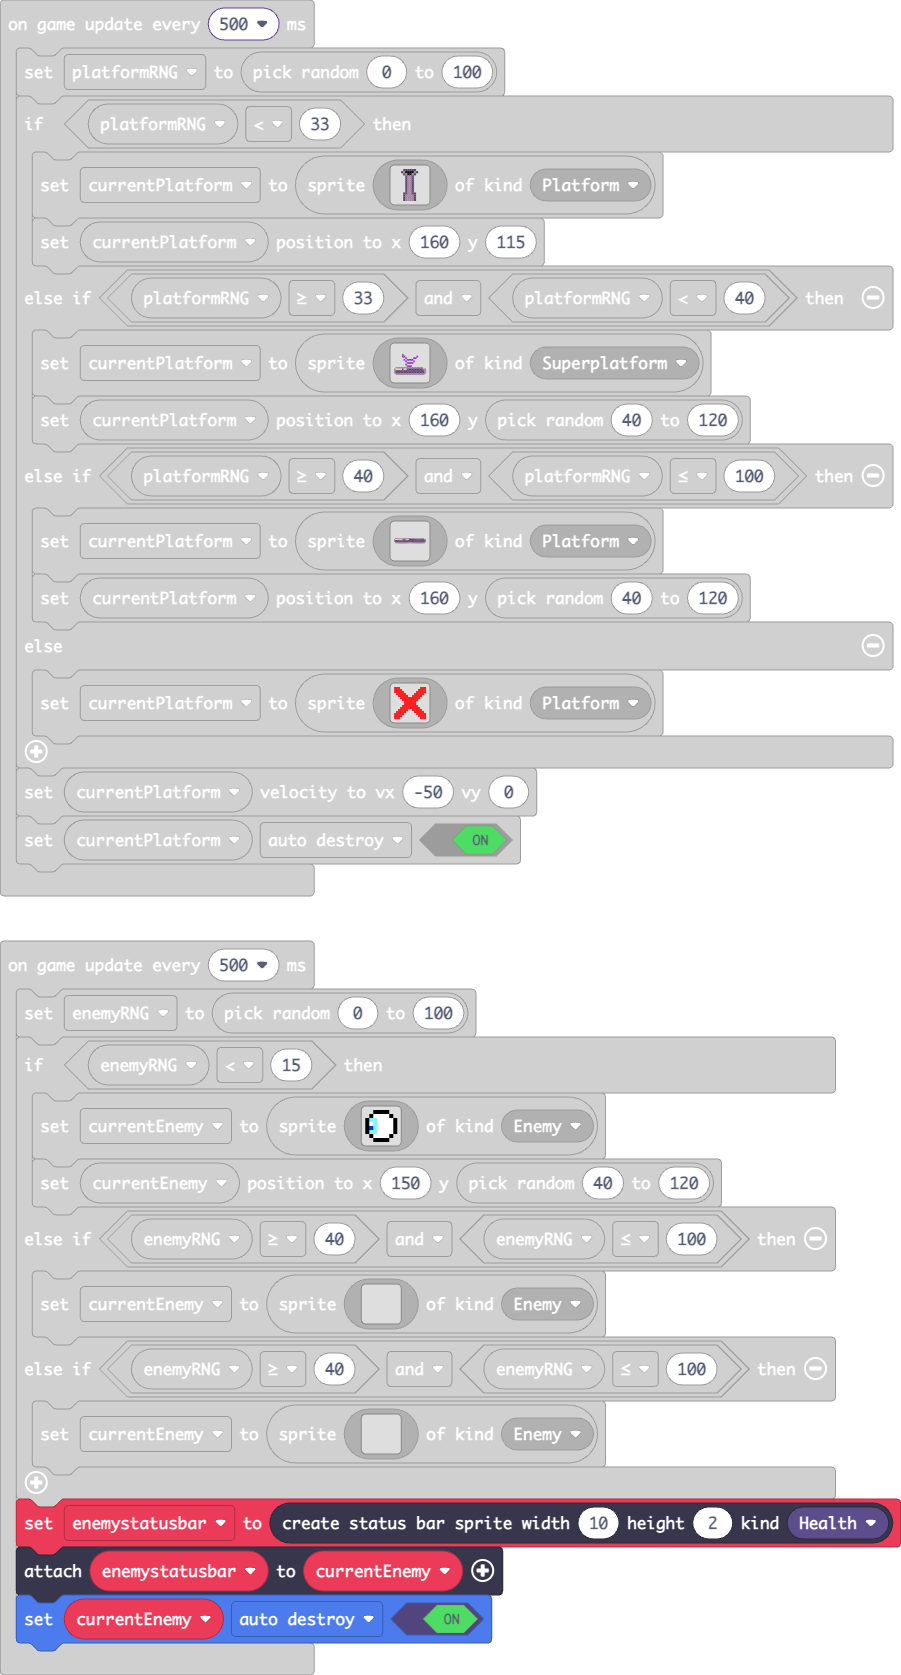 on game update every 500 ms
set platformRNG to pick random 0 to 100
if platformRNG < 33 then
set currentPlatform to sprite of kind Platform
set currentPlatform position to x 160 y 115
else if platformRNG ≥ 33 and platformRNG < 40 then
set currentPlatform to sprite of kind Superplatform
set currentPlatform position to x 160 y pick random 40 to 120
else if platformRNG ≥ 40 and platformRNG ≤ 100 then
set currentPlatform to sprite of kind Platform
set currentPlatform position to x 160 y pick random 40 to 120
else
set currentPlatform to sprite of kind Platform
set currentPlatform velocity to vx -50 vy 0
set currentPlatform auto destroy ON
on game update every 500 ms
set enemyRNG to pick random 0 to 100
if enemyRNG < 15 then
set currentEnemy to sprite of kind Enemy
set currentEnemy position to x 150 y pick random 40 to 120
else if enemyRNG ≥ 40 and enemyRNG ≤ 100 then
set currentEnemy to sprite of kind Enemy
else if enemyRNG ≥ 40 and enemyRNG ≤ 100 then
set currentEnemy to sprite of kind Enemy
set enemystatusbar to create status bar sprite width 10 height 2 kind Health
attach enemystatusbar to currentEnemy
set currentEnemy auto destroy ON